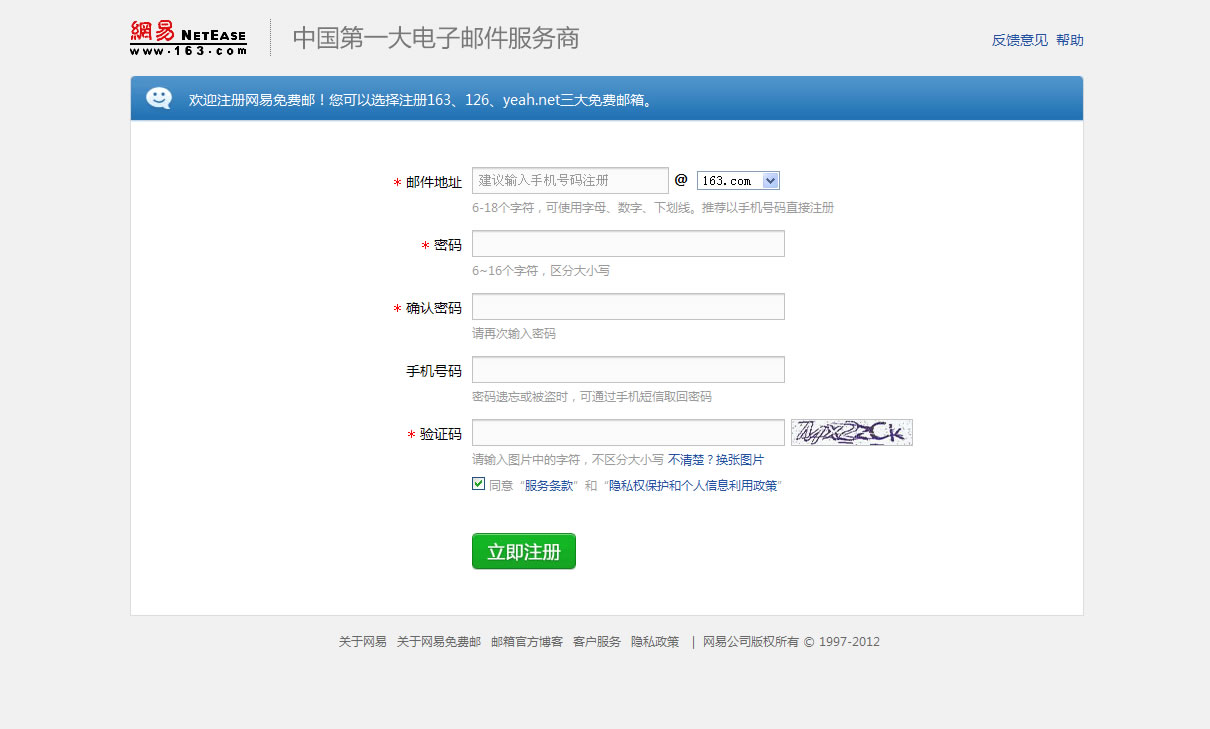 網易 NETEASE
www.163.com
中国第一大电子邮件服务商
反馈意见 帮助
欢迎注册网易免费邮！您可以选择注册163、126、yeah.net三大免费邮箱。
* 邮件地址 建议输入手机号码注册 @ 163.com
6-18个字符，可使用字母、数字、下划线。推荐以手机号码直接注册
* 密码
6~16个字符，区分大小写
* 确认密码
请再次输入密码
手机号码
密码遗忘或被盗时，可通过手机短信取回密码
* 验证码
请输入图片中的字符，不区分大小写 不清楚？换张图片
同意 “服务条款” 和 “隐私权保护和个人信息利用政策”
立即注册
关于网易 关于网易免费邮 邮箱官方博客 客户服务 隐私政策 | 网易公司版权所有 © 1997-2012